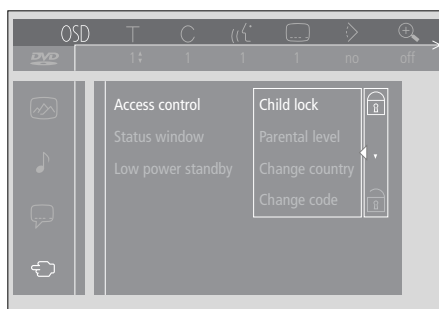 OSD T C
DVD 1 1 1 1 no off
Access control Child lock
Status window Parental level
Low power standby Change country
Change code